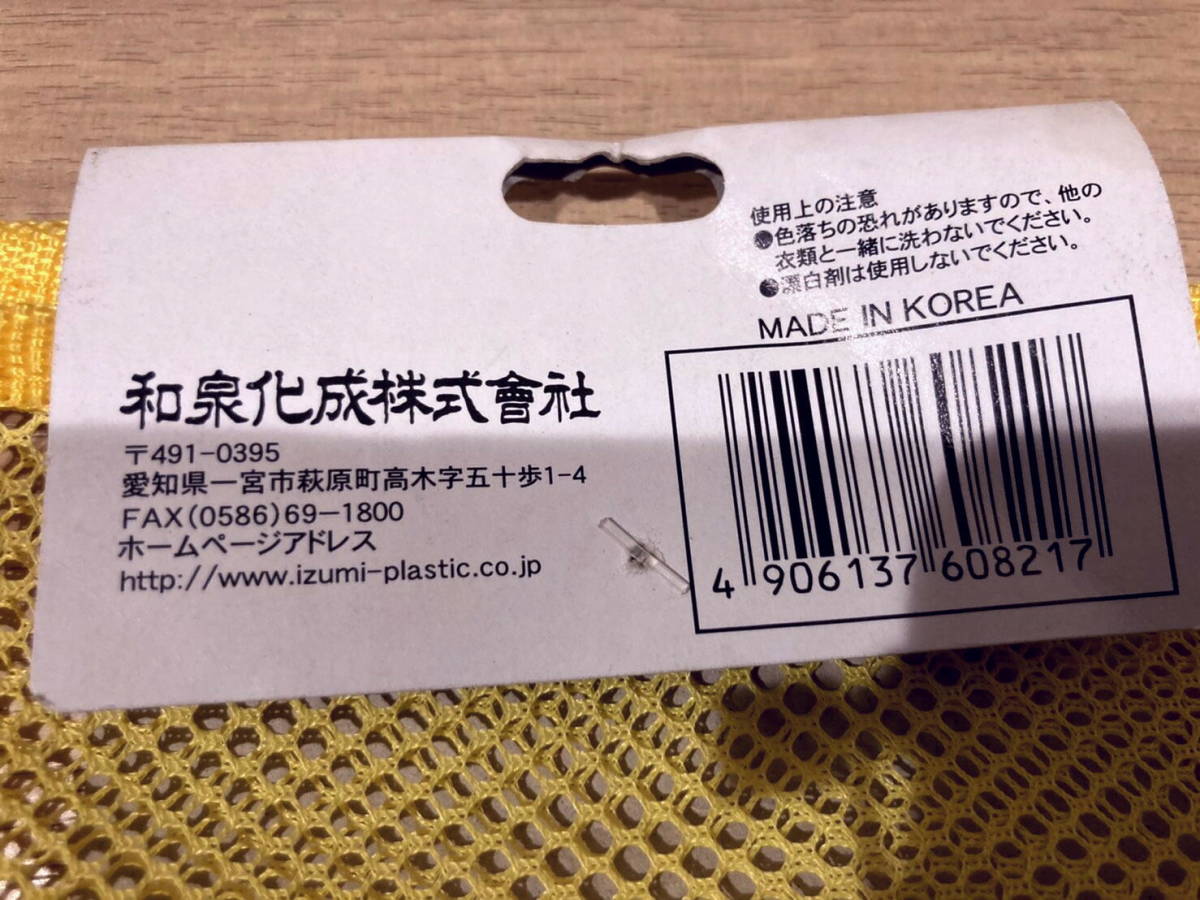 使用上の注意
●色落ちの恐れがありますので、他の
衣類と一緒に洗わないでください。
●漂白剤は使用しないでください。
MADE IN KOREA
和泉化成株式會社
〒491-0395
愛知県一宮市萩原町高木字五十歩1-4
FAX(0586)69-1800
ホームページアドレス
http://www.izumi-plastic.co.jp
4 906137 608217